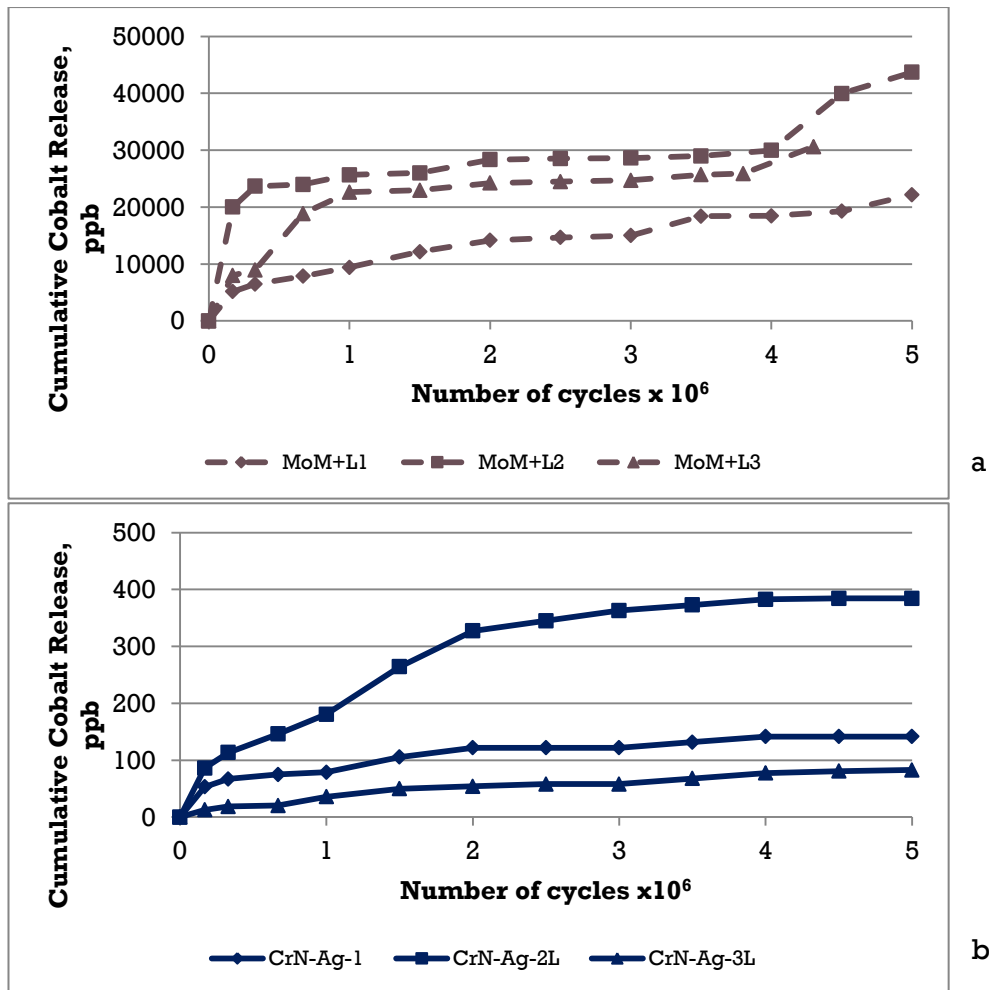 50000
40000
30000
20000
10000
0
Cumulative Cobalt Release,
ppb
0 1 2 3 4 5
Number of cycles x 10⁶
MoM+L1 MoM+L2 MoM+L3
a
500
400
300
200
100
0
Cumulative Cobalt Release,
ppb
0 1 2 3 4 5
Number of cycles x10⁶
CrN-Ag-1 CrN-Ag-2L CrN-Ag-3L
b